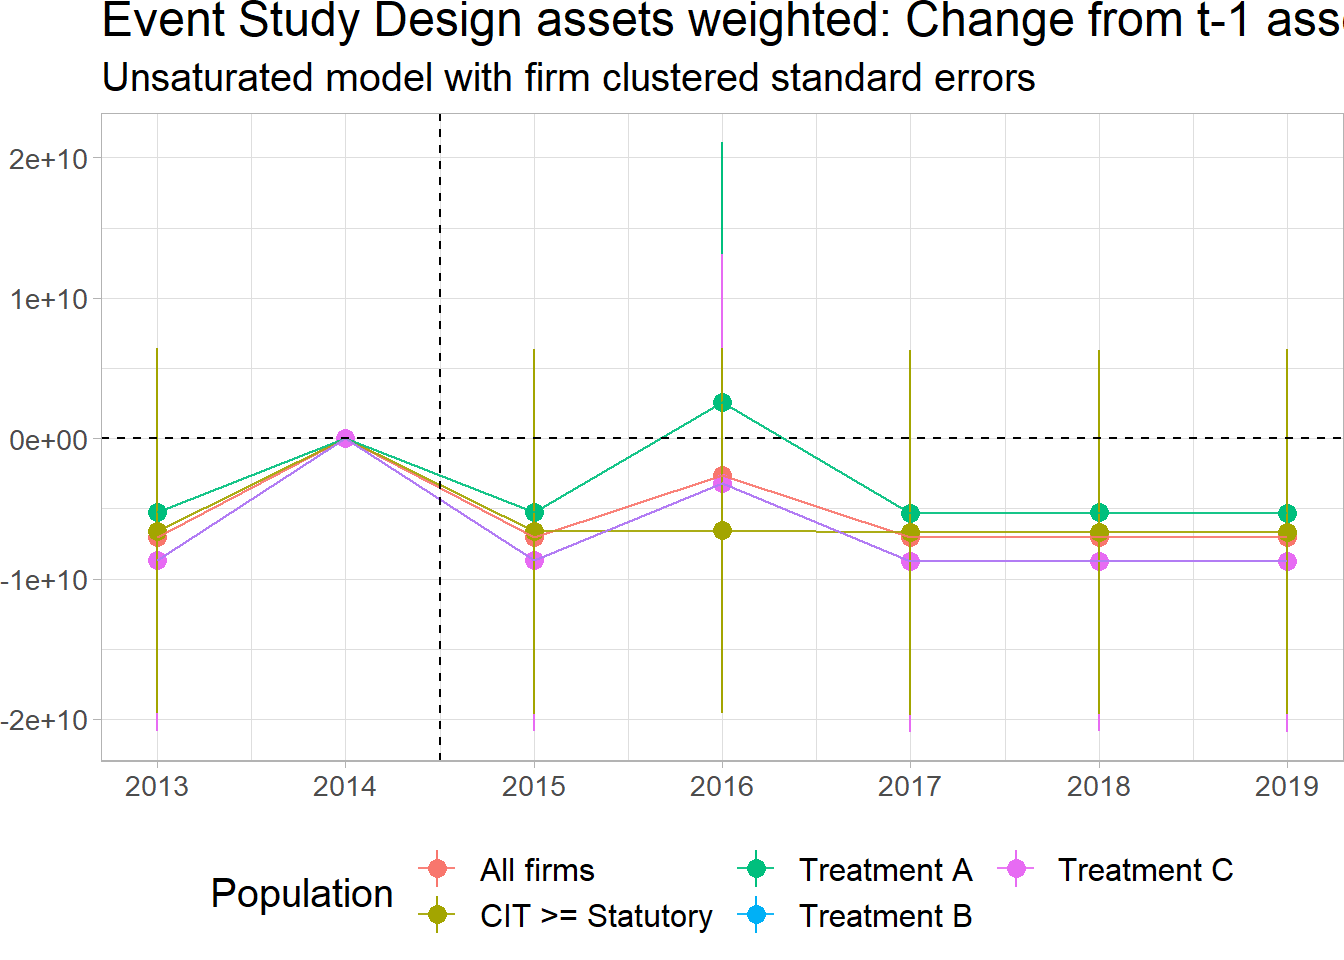 Event Study Design assets weighted: Change from t-1
Unsaturated model with firm clustered standard errors
2e+10
1e+10
0e+00
-1e+10
-2e+10
2013 2014 2015 2016 2017 2018 2019
Population
All firms
CIT >= Statutory
Treatment A
Treatment B
Treatment C